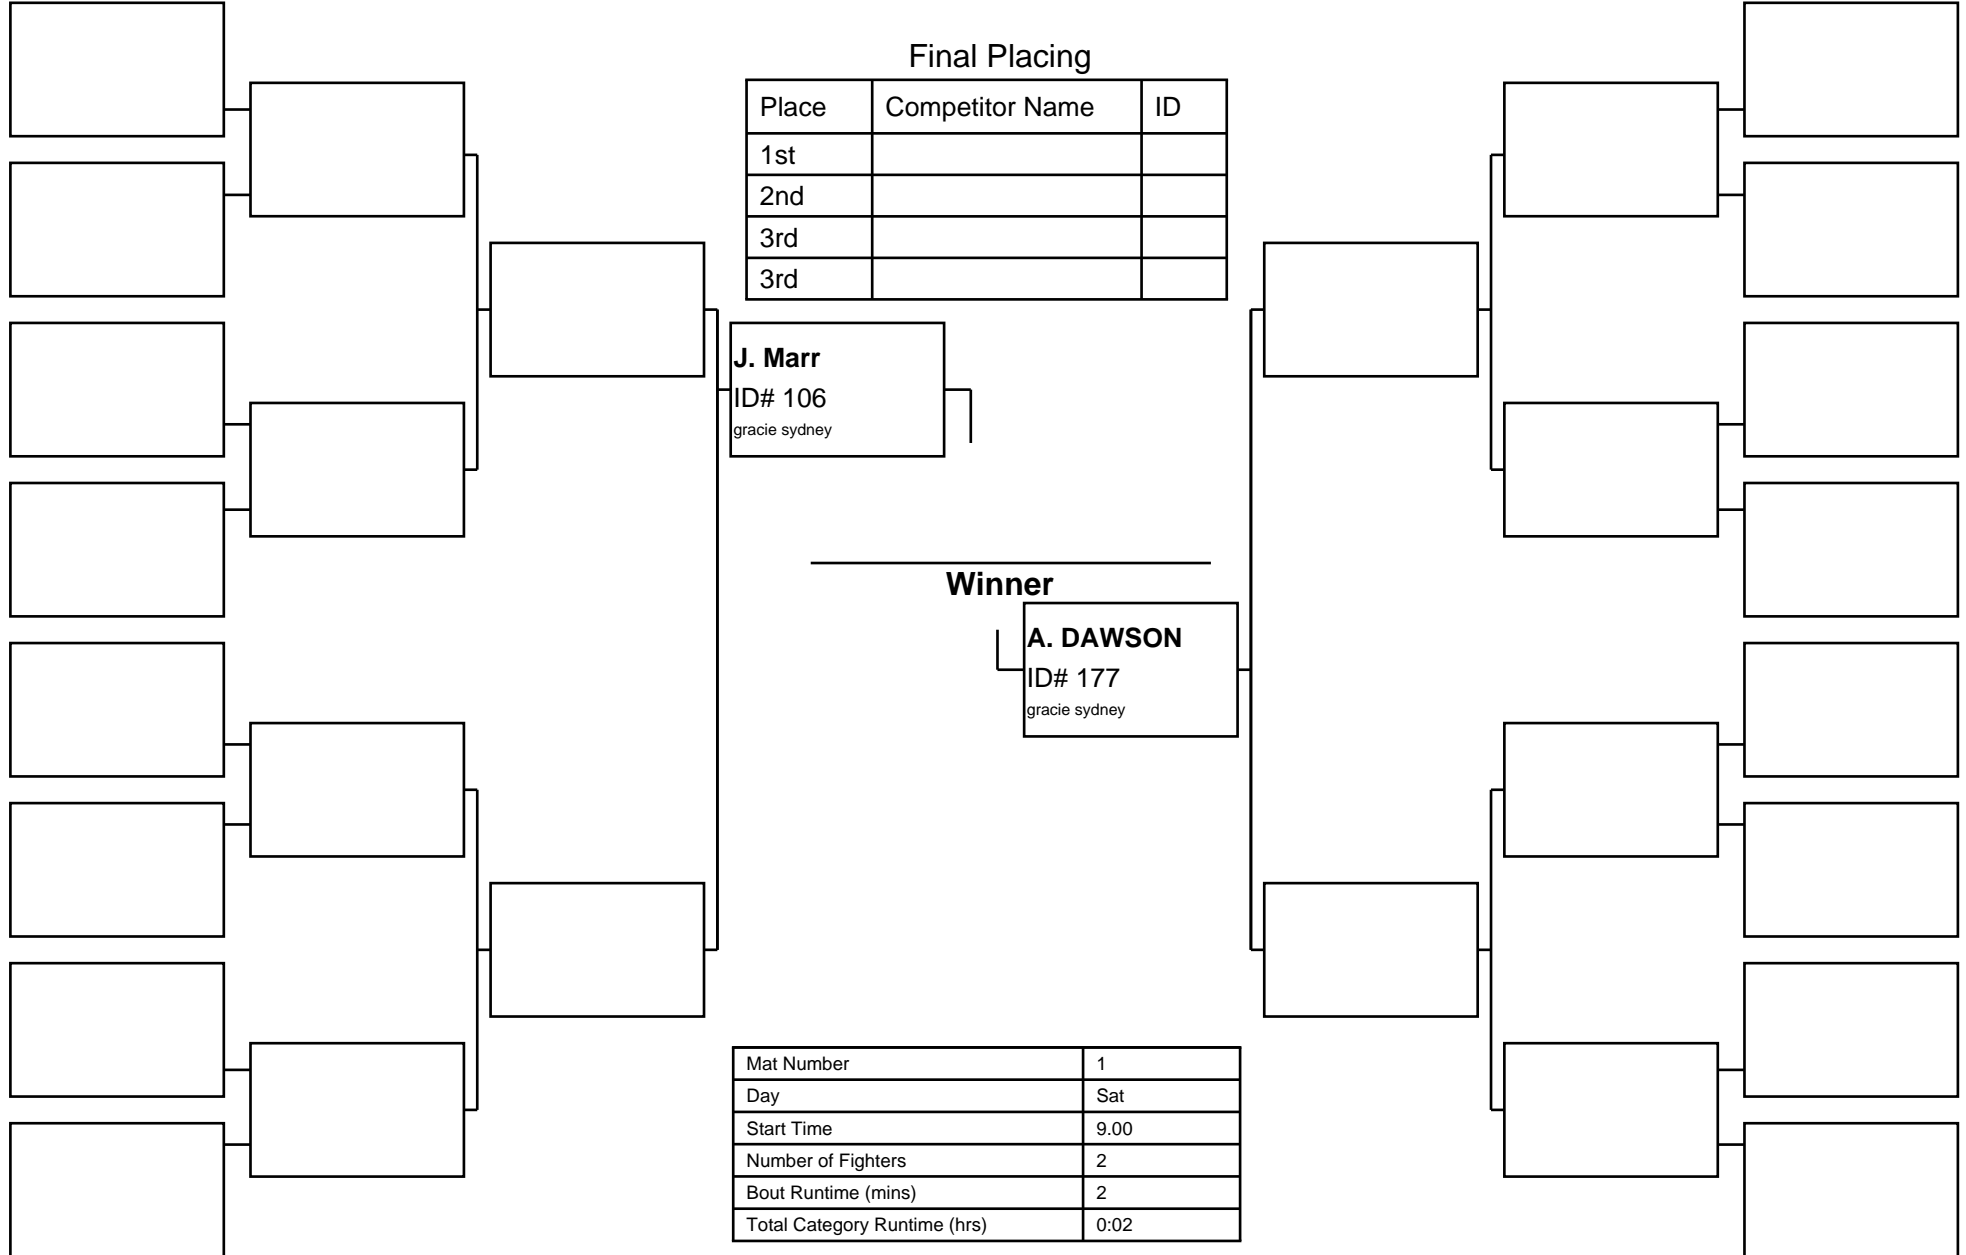 Final Placing
Place Competitor Name ID
1st
2nd
3rd
3rd
J. Marr
ID# 106
gracie sydney
Winner
A. DAWSON
ID# 177
gracie sydney
Mat Number 1
Day Sat
Start Time 9.00
Number of Fighters 2
Bout Runtime (mins) 2
Total Category Runtime (hrs) 0:02